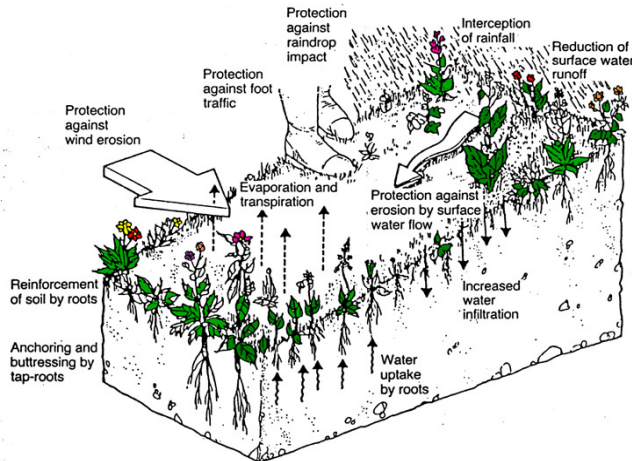 Protection
against
raindrop
impact
Interception
of rainfall
Reduction of
surface water
runoff
Protection
against foot
traffic
Protection
against
wind erosion
Evaporation and
transpiration
Protection against
erosion by surface
water flow
Reinforcement
of soil by roots
Increased
water
infiltration
Anchoring and
buttressing by
tap-roots
Water
uptake
by roots